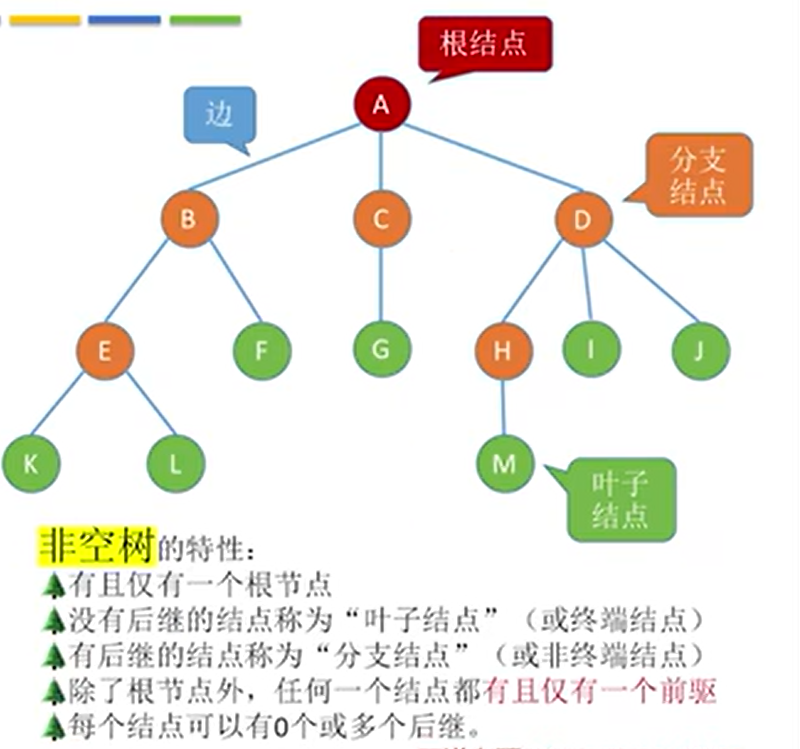 根结点
A
边
分支
结点
B
C
D
E
F
G
H
I
J
K
L
M
叶子
结点
非空树的特性:
有且仅有一个根节点
没有后继的结点称为“叶子结点”（或终端结点）
有后继的结点称为“分支结点”（或非终端结点）
除了根节点外，任何一个结点都有且仅有一个前驱
每个结点可以有0个或多个后继。